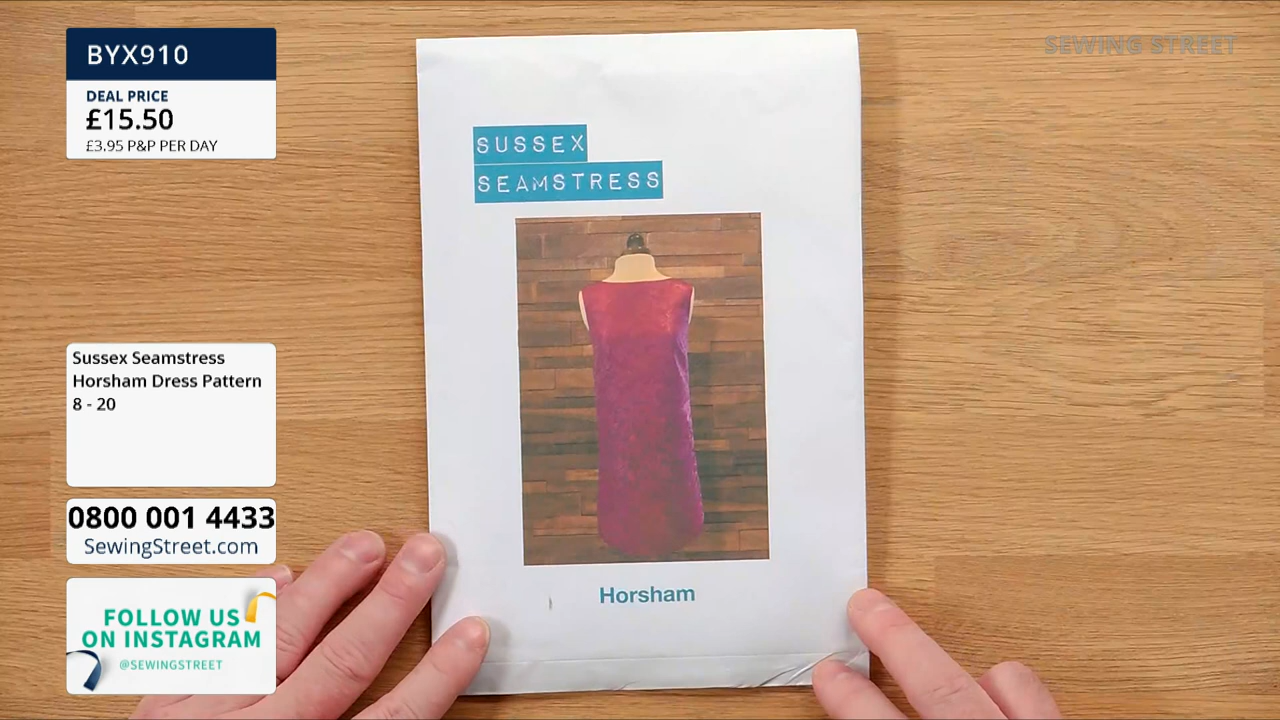 BYX910
DEAL PRICE
£15.50
£3.95 P&P PER DAY
SEWING STREET
SUSSEX
SEAMSTRESS
Horsham
Sussex Seamstress
Horsham Dress Pattern
8 - 20
0800 001 4433
SewingStreet.com
FOLLOW US
ON INSTAGRAM
@SEWINGSTREET